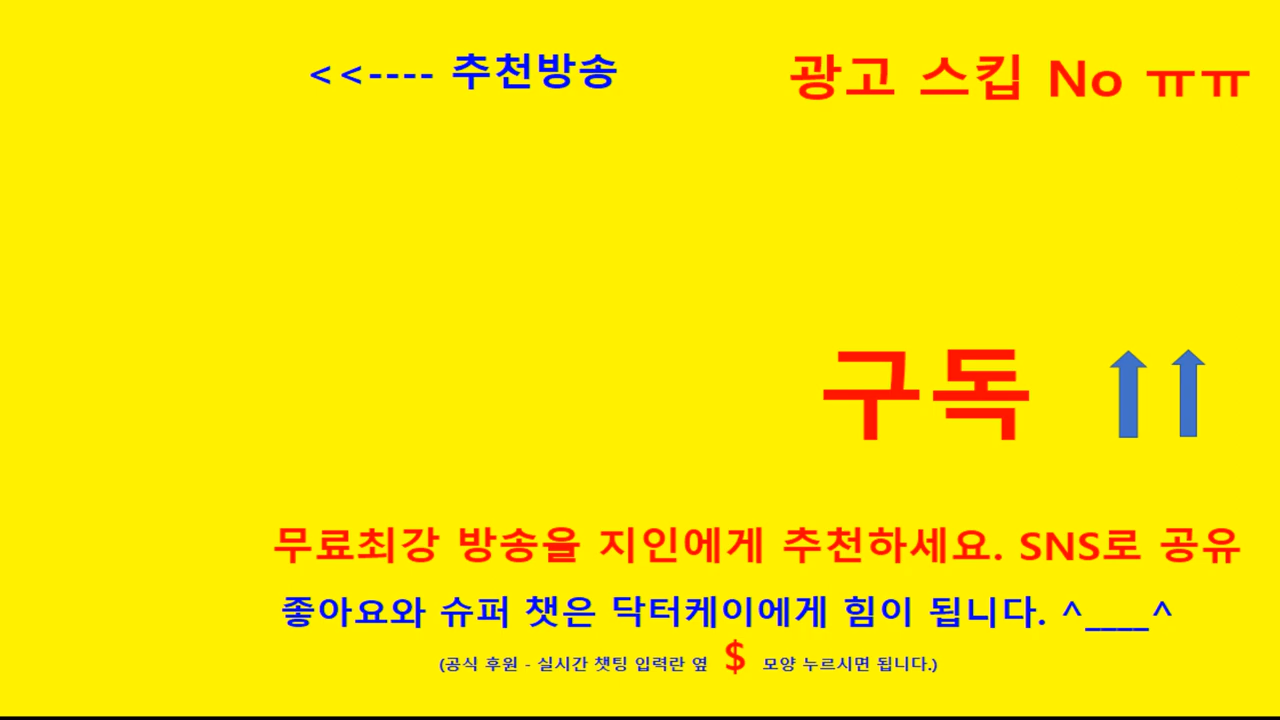 <<---- 추천방송
광고 스킵 No ㅠㅠ
구독
무료최강 방송을 지인에게 추천하세요. SNS로 공유
좋아요와 슈퍼 챗은 닥터케이에게 힘이 됩니다. ^____^
(공식 후원 - 실시간 챗팅 입력란 옆 $ 모양 누르시면 됩니다.)